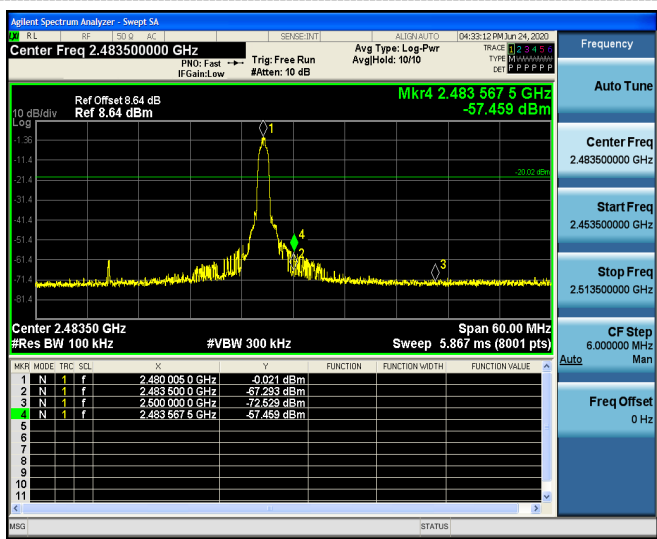 Agilent Spectrum Analyzer - Swept SA
RL RF 50 Ω AC SENSE:INT ALIGN AUTO 04:33:12 PM Jun 24, 2020
Center Freq 2.483500000 GHz
PNO: Fast
IFGain:Low
Trig: Free Run
#Atten: 10 dB
Avg Type: Log-Pwr
Avg|Hold: 10/10
TRACE 1 2 3 4 5 6
TYPE M
DET P P P P P P
Frequency
Auto Tune
Center Freq
2.483500000 GHz
Start Freq
2.453500000 GHz
Stop Freq
2.513500000 GHz
CF Step
6.000000 MHz
Auto Man
Freq Offset
0 Hz
Ref Offset 8.64 dB
10 dB/div Ref 8.64 dBm
Log
Mkr4 2.483 567 5 GHz
-57.459 dBm
-1.36
-11.4
-21.4
-31.4
-41.4
-51.4
-61.4
-71.4
-81.4
-20.02 dBm
1
4
2
3
Center 2.48350 GHz Span 60.00 MHz
#Res BW 100 kHz #VBW 300 kHz Sweep 5.867 ms (8001 pts)
MKR MODE TRC SCL X Y FUNCTION FUNCTION WIDTH FUNCTION VALUE
1 N 1 f 2.480 005 0 GHz -0.021 dBm
2 N 1 f 2.483 500 0 GHz -67.293 dBm
3 N 1 f 2.500 000 0 GHz -72.529 dBm
4 N 1 f 2.483 567 5 GHz -57.459 dBm
5
6
7
8
9
10
11
MSG STATUS